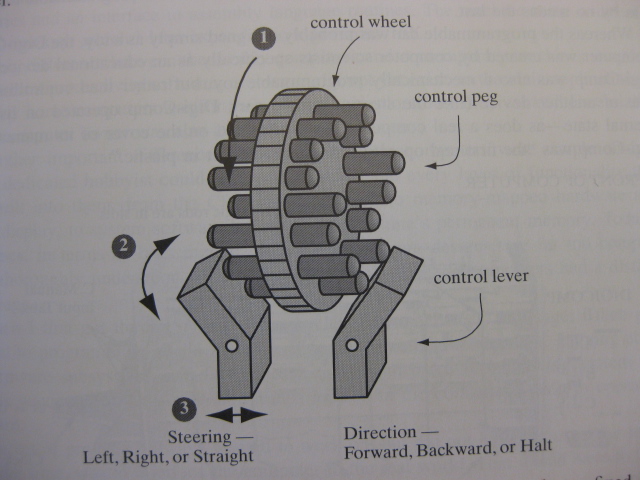 1
control wheel
control peg
2
control lever
3
Steering —
Left, Right, or Straight
Direction —
Forward, Backward, or Halt